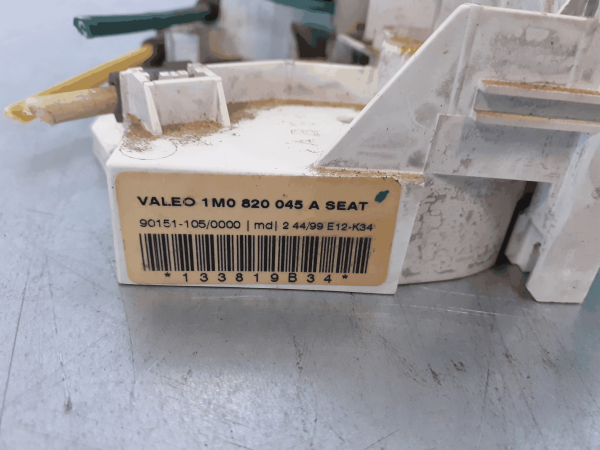 VALEO 1M0 820 045 A SEAT
90151-105/0000 | md| 2 44/99 E12-K34
*133819B34*